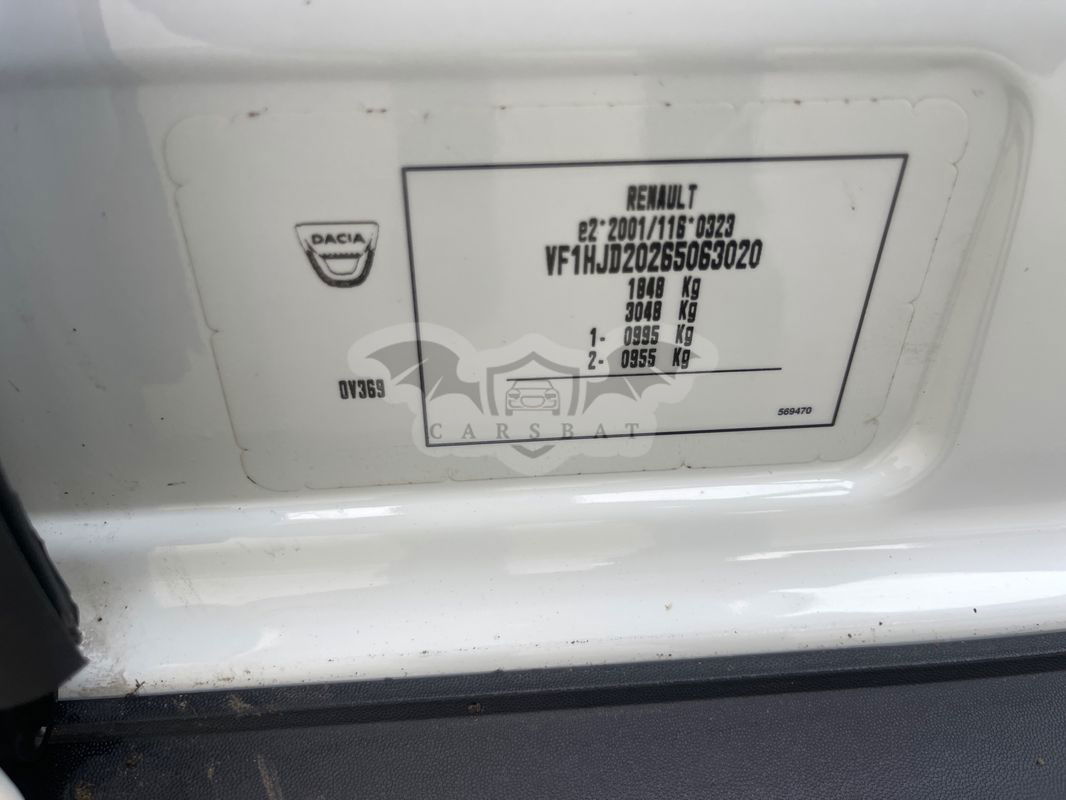 DACIA
RENAULT
e2*2001/116*0323
VF1HJD20265063020
1848 Kg
3048 Kg
1- 0995 Kg
2- 0955 Kg
0V369
569470
CARSBAT